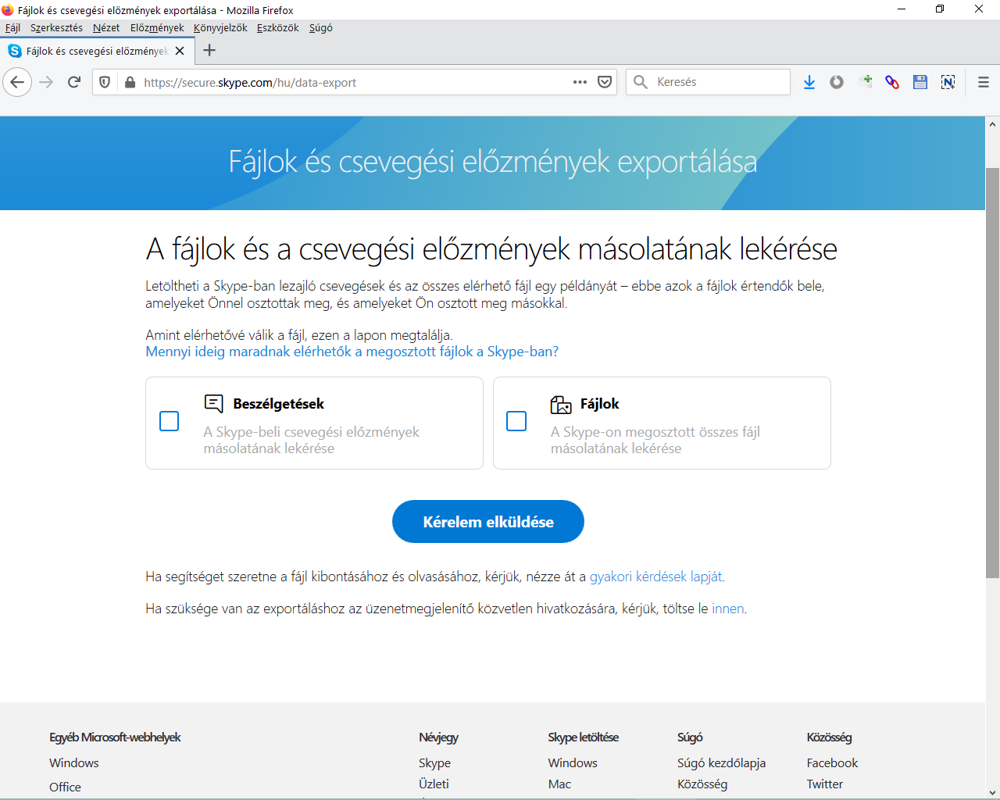 Fájlok és csevegési előzmények exportálása - Mozilla Firefox
Fájl Szerkesztés Nézet Előzmények Könyvjelzők Eszközök Súgó
Fájlok és csevegési előzmények
https://secure.skype.com/hu/data-export
Keresés
Fájlok és csevegési előzmények exportálása
A fájlok és a csevegési előzmények másolatának lekérése
Letöltheti a Skype-ban lezajló csevegések és az összes elérhető fájl egy példányát – ebbe azok a fájlok értendők bele,
amelyeket Önnel osztottak meg, és amelyeket Ön osztott meg másokkal.
Amint elérhetővé válik a fájl, ezen a lapon megtalálja.
Mennyi ideig maradnak elérhetők a megosztott fájlok a Skype-ban?
Beszélgetések
A Skype-beli csevegési előzmények
másolatának lekérése
Fájlok
A Skype-on megosztott összes fájl
másolatának lekérése
Kérelem elküldése
Ha segítséget szeretne a fájl kibontásához és olvasásához, kérjük, nézze át a gyakori kérdések lapját.
Ha szüksége van az exportáláshoz az üzenetmegjelenítő közvetlen hivatkozására, kérjük, töltse le innen.
Egyéb Microsoft-webhelyek
Windows
Office
Névjegy
Skype
Üzleti
Skype letöltése
Windows
Mac
Súgó
Súgó kezdőlapja
Közösség
Közösség
Facebook
Twitter